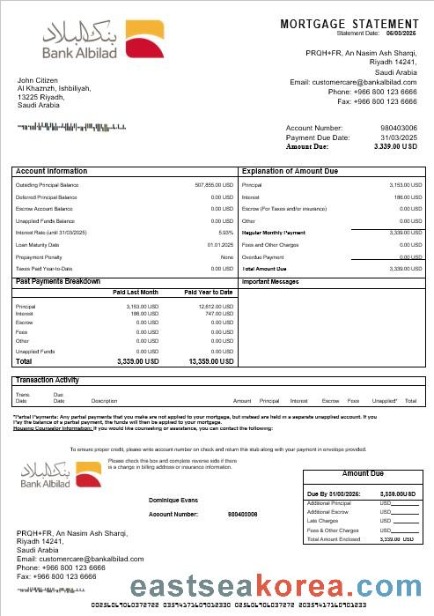 بنك البلاد
Bank Albilad
MORTGAGE STATEMENT
Statement Date: 06/03/2026
PRQH+FR, An Nasim Ash Sharqi,
Riyadh 14241,
Saudi Arabia
Email: customercare@bankalbilad.com
Phone: +966 800 123 6666
Fax: +966 800 123 6666
John Citizen
Al Khaznzh, Ishbiliyah,
13225 Riyadh,
Saudi Arabia
Account Number: 980403006
Payment Due Date: 31/03/2025
Amount Due: 3,339.00 USD
Account Information
Outsding Principal Balance 507,855.00 USD
Deferred Principal Balance 0.00 USD
Escrow Account Balance 0.00 USD
Unapplied Funds Balance 0.00 USD
Interest Rate (until 31/03/2025)
Loan Maturity Date 01.01.2025
Prepayment Penalty None
Taxes Paid Year-to-Date 0.00 USD
Explanation of Amount Due
Principal 3,153.00 USD
Interest 186.00 USD
Escrow (For Taxes and/or insurance) 0.00 USD
Other 0.00 USD
Regular Monthly Payment 3,339.00 USD
Fees and Other Charges 0.00 USD
Overdue Payment 0.00 USD
Total Amount Due 3,339.00 USD
Past Payments Breakdown
Paid Last Month Paid Year to Date
Principal 3,153.00 USD 12,612.00 USD
Interest 186.00 USD 747.00 USD
Escrow 0.00 USD 0.00 USD
Fees 0.00 USD 0.00 USD
Other 0.00 USD 0.00 USD
Unapplied Funds 0.00 USD 0.00 USD
Total 3,339.00 USD 13,359.00 USD
Important Messages
Transaction Activity
Trans Date Due Date Description Amount Principal Interest Escrow Fees Unapplied* Total
*Partial Payments: Any partial payments that you make are not applied to your mortgage, but instead are held in a separate unapplied account. If you
pay the balance of a partial payment, the funds will then be applied to your mortgage.
Housing Counselor Information: If you would like counseling or assistance, you can contact the following:
To ensure proper credit, please write account number on check and return this stub along with your payment in envelope provided.
بنك البلاد
Bank Albilad
Please check this box and complete reverse side if there
is a change in billing address or insurance information.
Dominique Evans
Account Number: 980403006
Amount Due
Due By 31/03/2025: USD
Additional Principal USD
Additional Escrow USD
Late Charges USD
Fees & Other Charges USD
Total Amount Enclosed 3,339.00 USD
PRQH+FR, An Nasim Ash Sharqi,
Riyadh 14241,
Saudi Arabia
Email: customercare@bankalbilad.com
Phone: +966 800 123 6666
Fax: +966 800 123 6666
eastseakorea.com